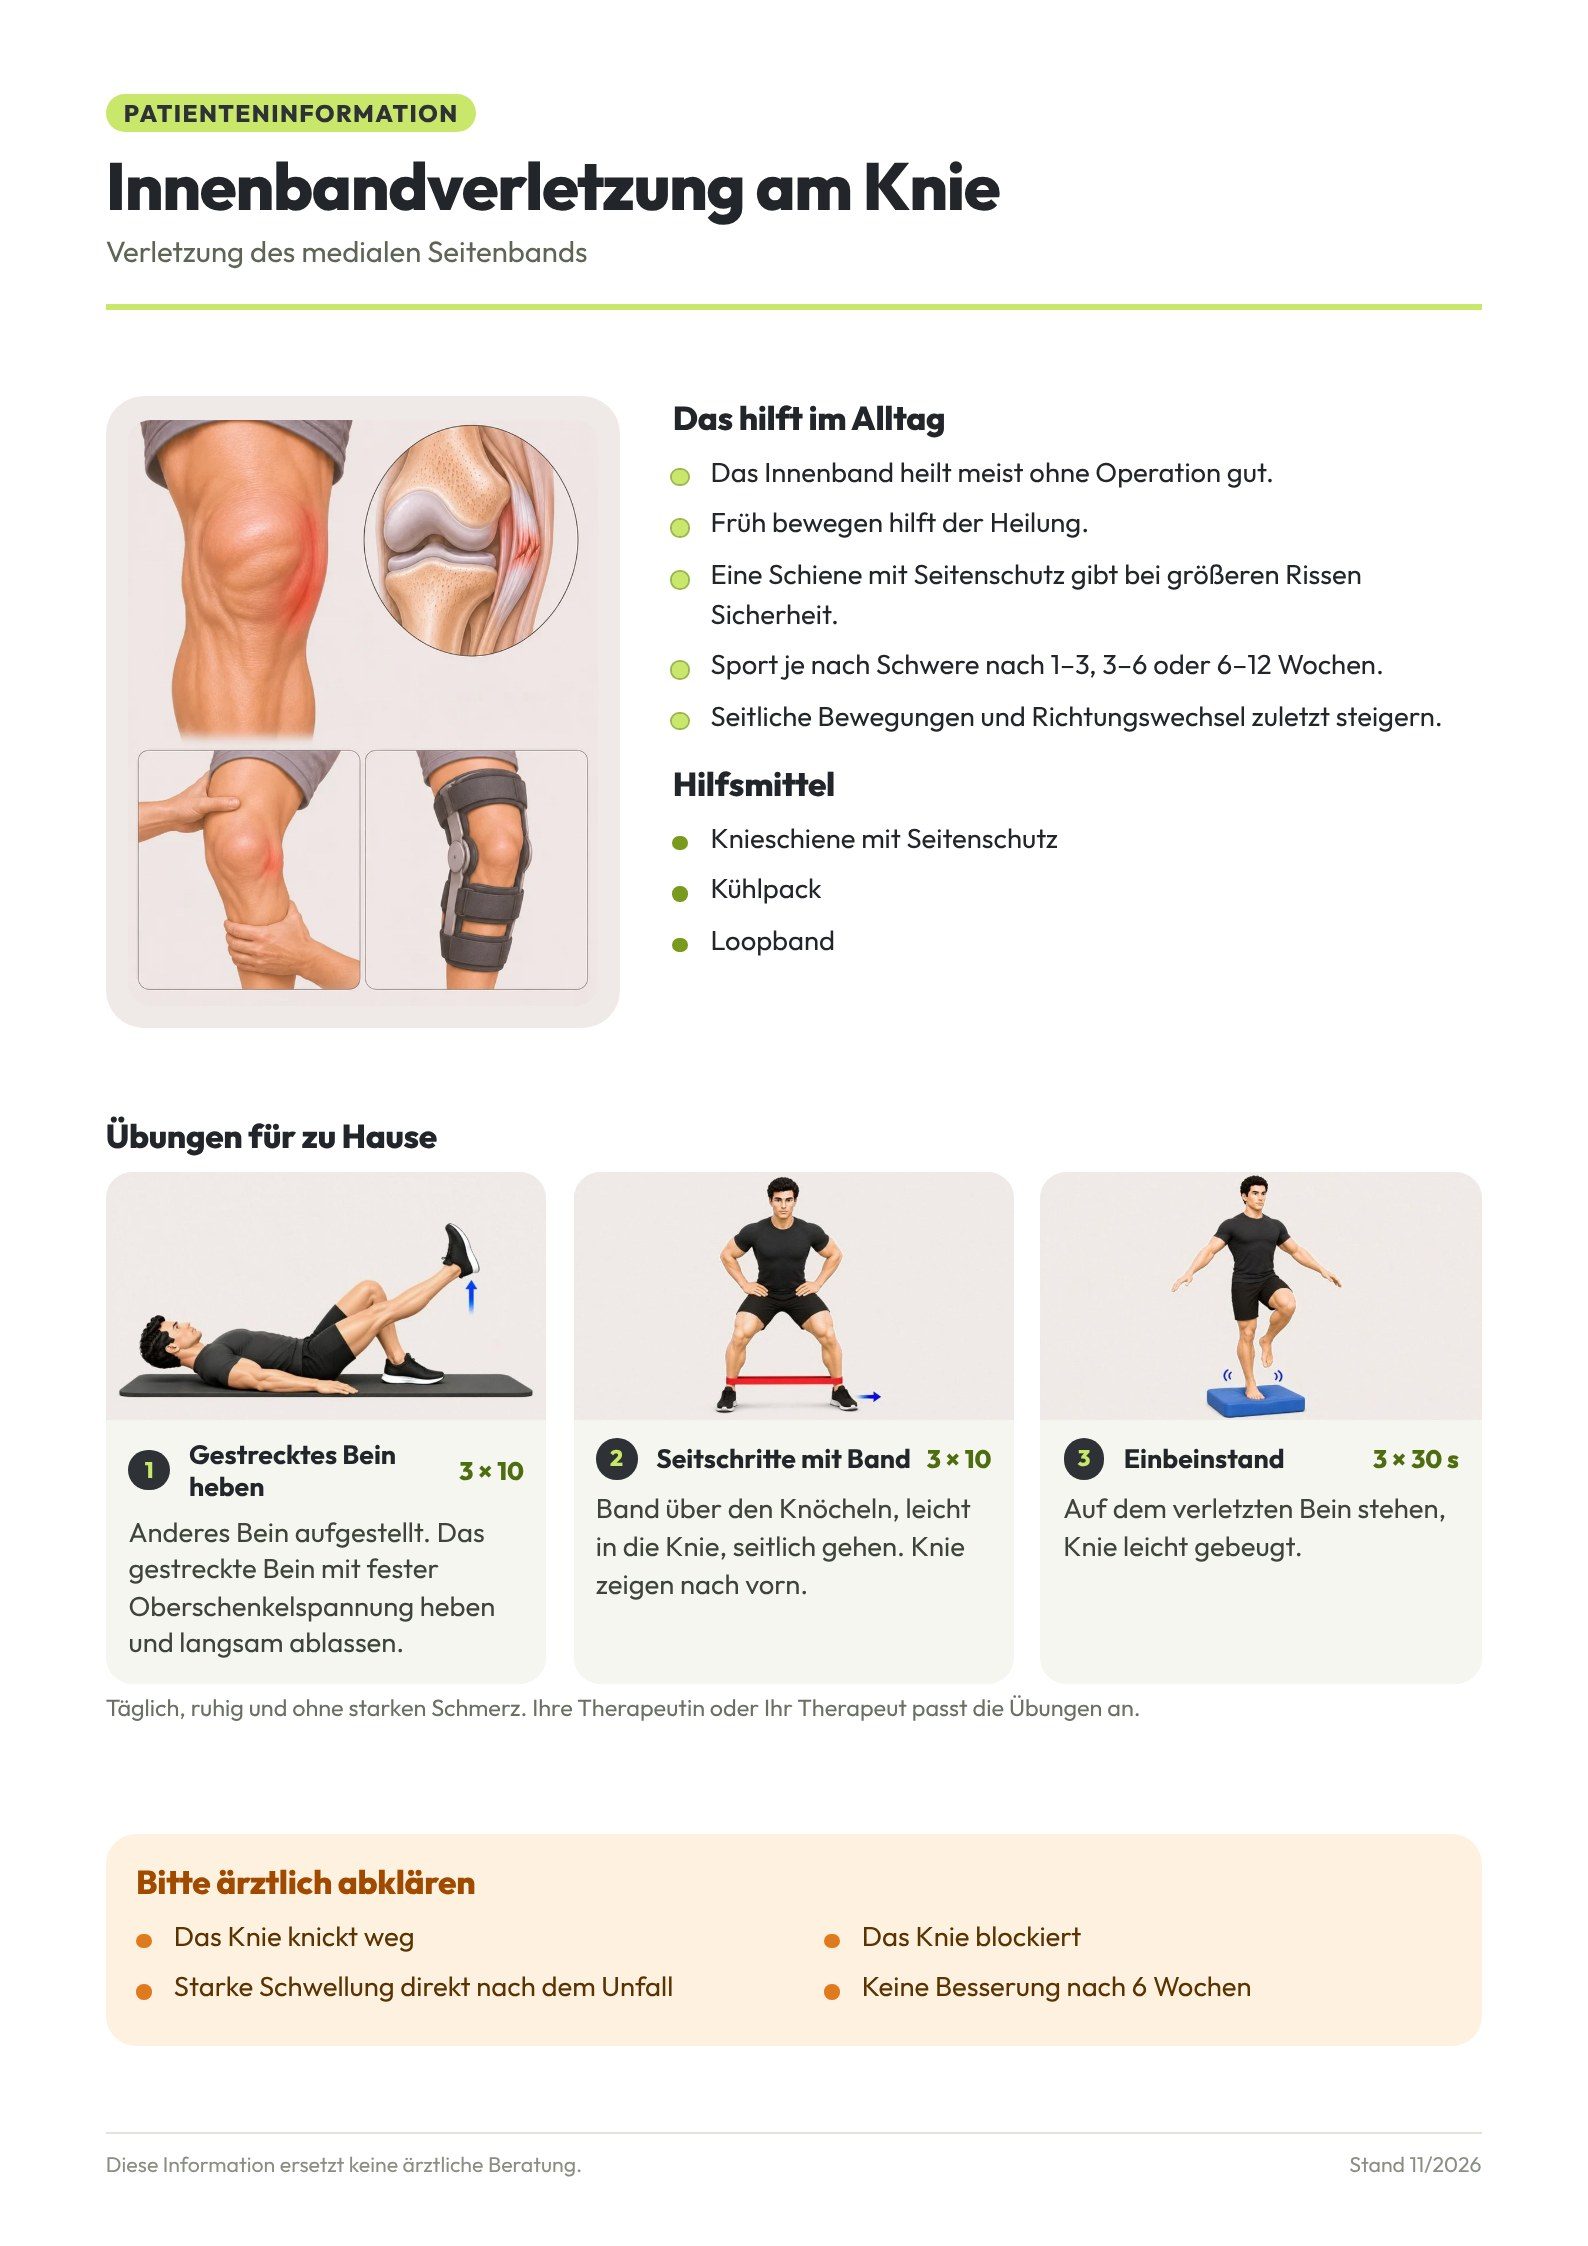 PATIENTENINFORMATION
Innenbandverletzung am Knie
Verletzung des medialen Seitenbands
Das hilft im Alltag
Das Innenband heilt meist ohne Operation gut.
Früh bewegen hilft der Heilung.
Eine Schiene mit Seitenschutz gibt bei größeren Rissen
Sicherheit.
Sport je nach Schwere nach 1–3, 3–6 oder 6–12 Wochen.
Seitliche Bewegungen und Richtungswechsel zuletzt steigern.
Hilfsmittel
Knieschiene mit Seitenschutz
Kühlpack
Loopband
Übungen für zu Hause
1 Gestrecktes Bein
heben 3 × 10
Anderes Bein aufgestellt. Das
gestreckte Bein mit fester
Oberschenkelspannung heben
und langsam ablassen.
2 Seitschritte mit Band 3 × 10
Band über den Knöcheln, leicht
in die Knie, seitlich gehen. Knie
zeigen nach vorn.
3 Einbeinstand 3 × 30 s
Auf dem verletzten Bein stehen,
Knie leicht gebeugt.
Täglich, ruhig und ohne starken Schmerz. Ihre Therapeutin oder Ihr Therapeut passt die Übungen an.
Bitte ärztlich abklären
Das Knie knickt weg
Starke Schwellung direkt nach dem Unfall
Das Knie blockiert
Keine Besserung nach 6 Wochen
Diese Information ersetzt keine ärztliche Beratung.
Stand 11/2026